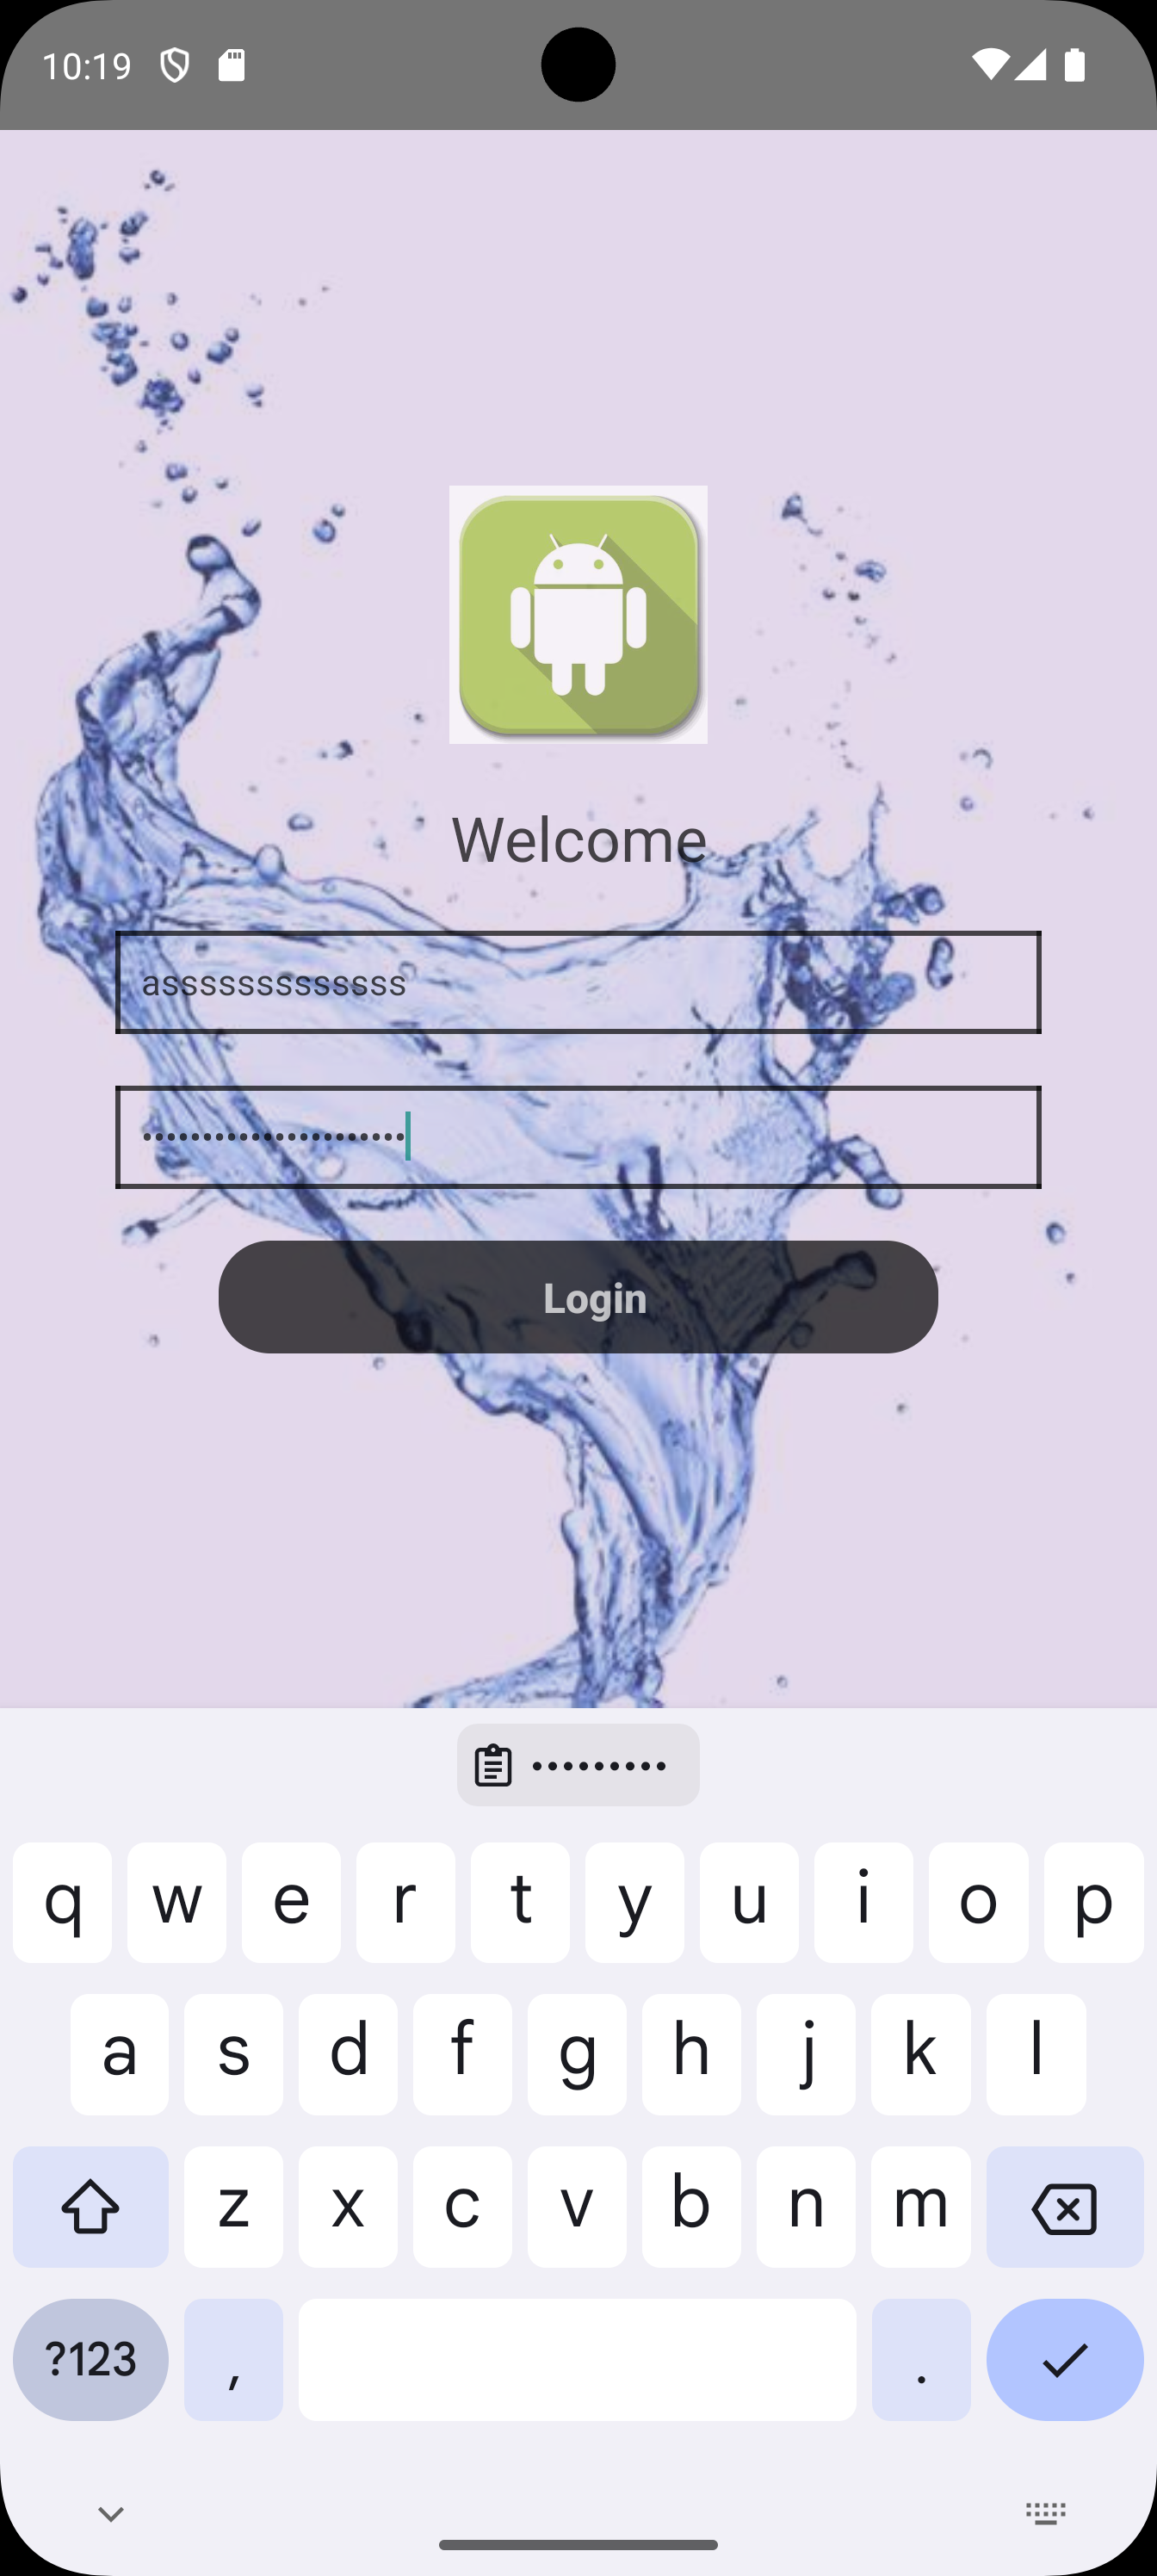 10:19
Welcome
asssssssssssss
••••••••••••••••••••••
Login
•••••••••
q w e r t y u i o p
a s d f g h j k l
z x c v b n m
?123 , .